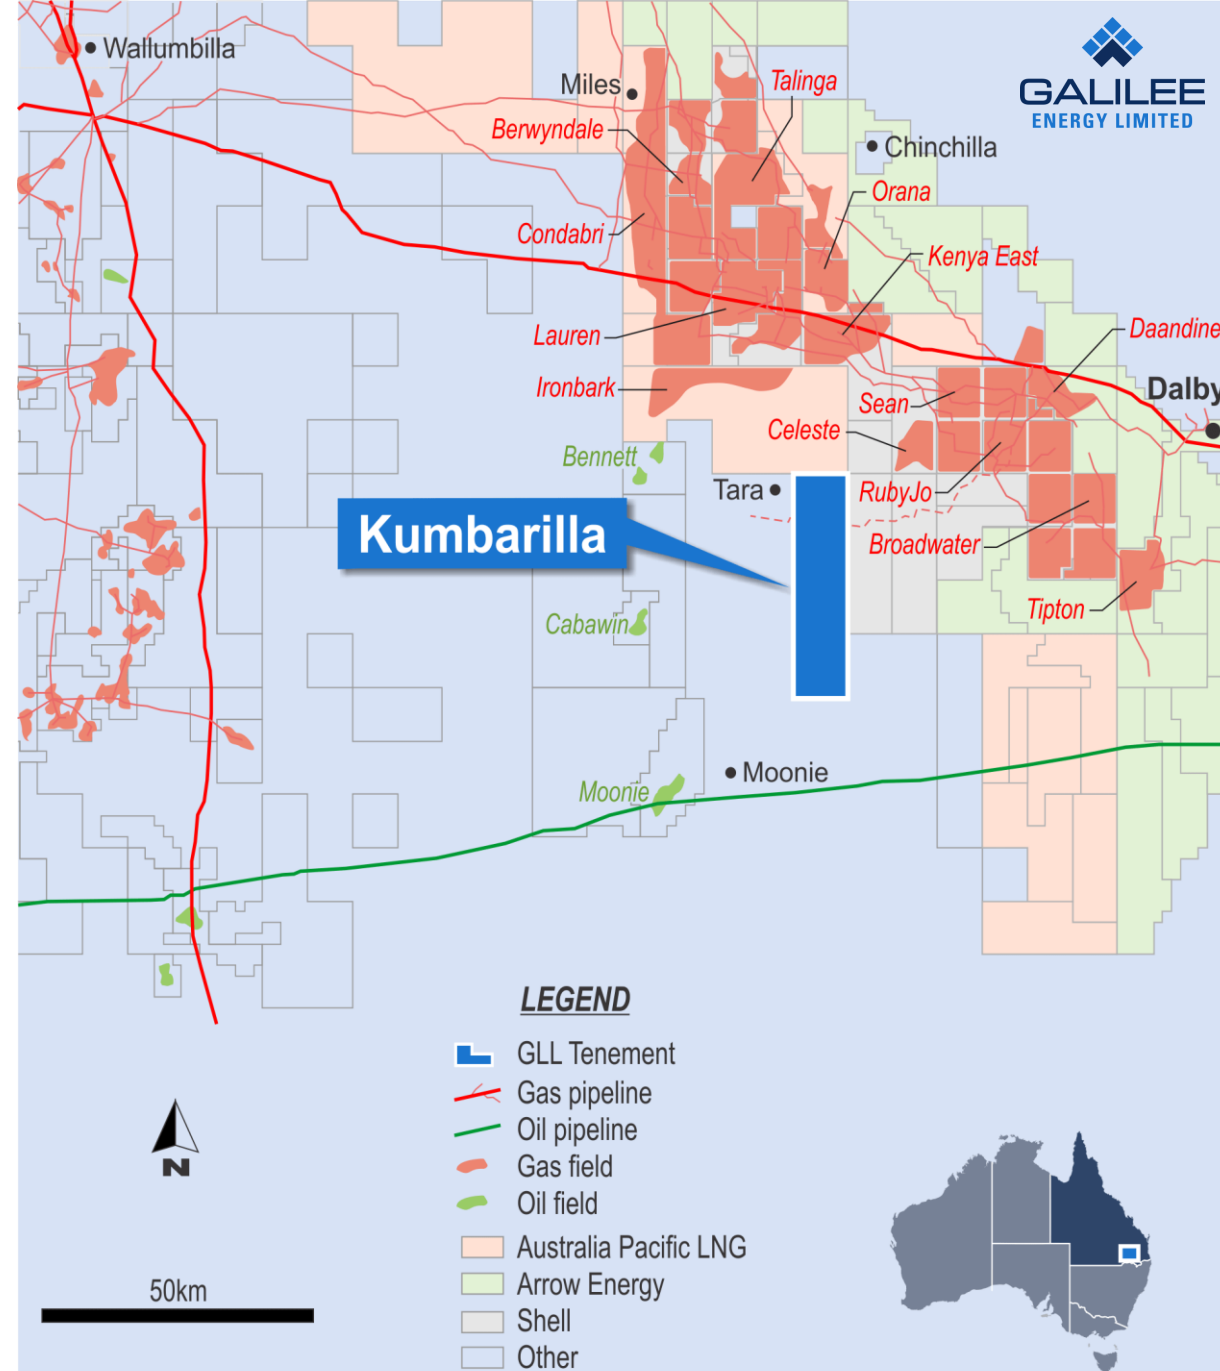 Wallumbilla
GALILEE
ENERGY LIMITED
Miles
Talinga
Berwyndale
Chinchilla
Orana
Condabri
Kenya East
Lauren
Daandine
Ironbark
Sean
Dalby
Celeste
Bennett
Tara
RubyJo
Kumbarilla
Broadwater
Cabawin
Tipton
Moonie
Moonie
LEGEND
GLL Tenement
Gas pipeline
Oil pipeline
Gas field
N
Oil field
Australia Pacific LNG
50km
Arrow Energy
Shell
Other